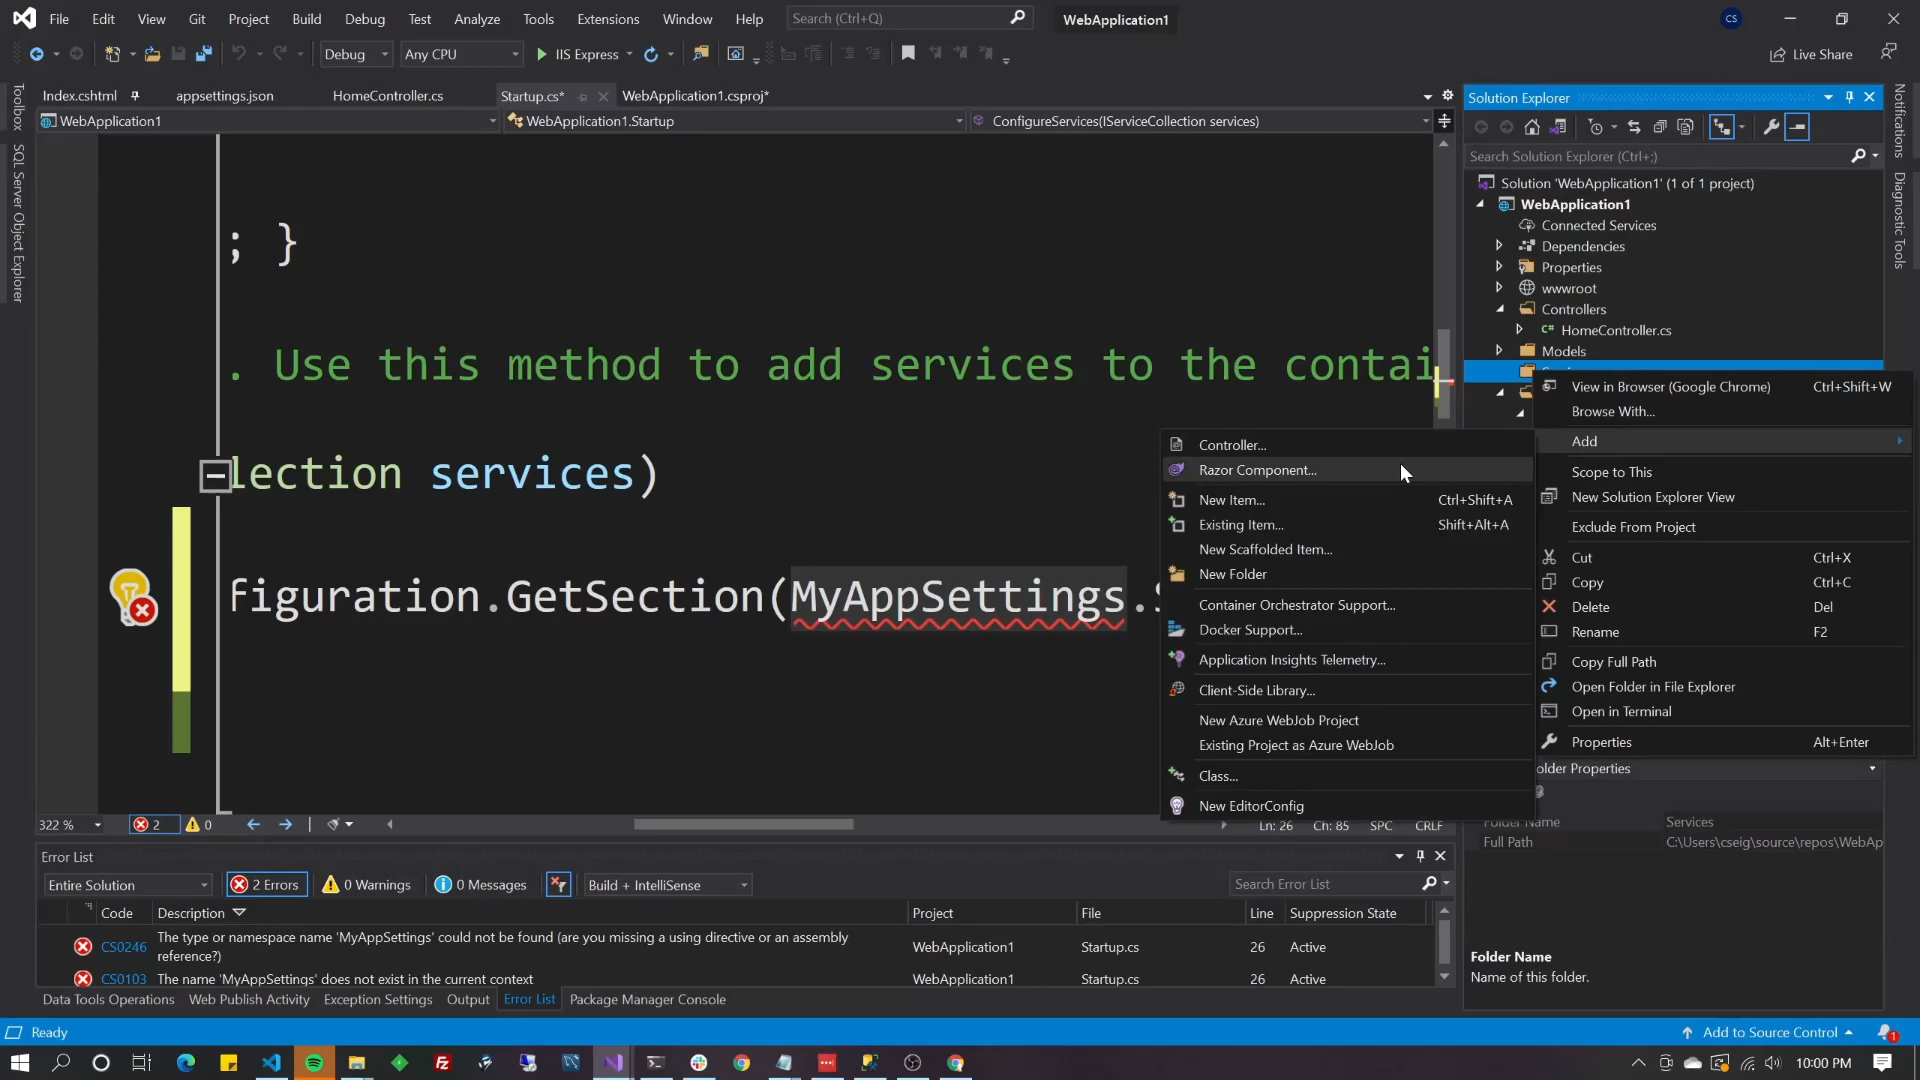 File Edit View Git Project Build Debug Test Analyze Tools Extensions Window Help Search (Ctrl+Q) WebApplication1 CS
Debug Any CPU IIS Express Live Share
Toolbox
SQL Server Object Explorer
Index.cshtml appsettings.json HomeController.cs Startup.cs* WebApplication1.csproj*
WebApplication1 WebApplication1.Startup ConfigureServices(IServiceCollection services)
; }
. Use this method to add services to the contai
lection services)
figuration.GetSection(MyAppSettings.
322 % 2 0 Ln: 26 Ch: 85 SPC CRLF
Solution Explorer
Search Solution Explorer (Ctrl+;)
Solution 'WebApplication1' (1 of 1 project)
WebApplication1
Connected Services
Dependencies
Properties
wwwroot
Controllers
C# HomeController.cs
Models
Notifications
Diagnostic Tools
View in Browser (Google Chrome) Ctrl+Shift+W
Browse With...
Add
Scope to This
New Solution Explorer View
Exclude From Project
Cut Ctrl+X
Copy Ctrl+C
Delete Del
Rename F2
Copy Full Path
Open Folder in File Explorer
Open in Terminal
Properties Alt+Enter
Controller...
Razor Component...
New Item... Ctrl+Shift+A
Existing Item... Shift+Alt+A
New Scaffolded Item...
New Folder
Container Orchestrator Support...
Docker Support...
Application Insights Telemetry...
Client-Side Library...
New Azure WebJob Project
Existing Project as Azure WebJob
Class...
New EditorConfig
older Properties
Folder Name Services
Full Path C:\Users\cseig\source\repos\WebAp
Folder Name
Name of this folder.
Error List
Entire Solution 2 Errors 0 Warnings 0 Messages Build + IntelliSense Search Error List
Code Description Project File Line Suppression State
CS0246 The type or namespace name 'MyAppSettings' could not be found (are you missing a using directive or an assembly
reference?) WebApplication1 Startup.cs 26 Active
CS0103 The name 'MyAppSettings' does not exist in the current context WebApplication1 Startup.cs 26 Active
Data Tools Operations Web Publish Activity Exception Settings Output Error List Package Manager Console
Ready Add to Source Control 1
10:00 PM